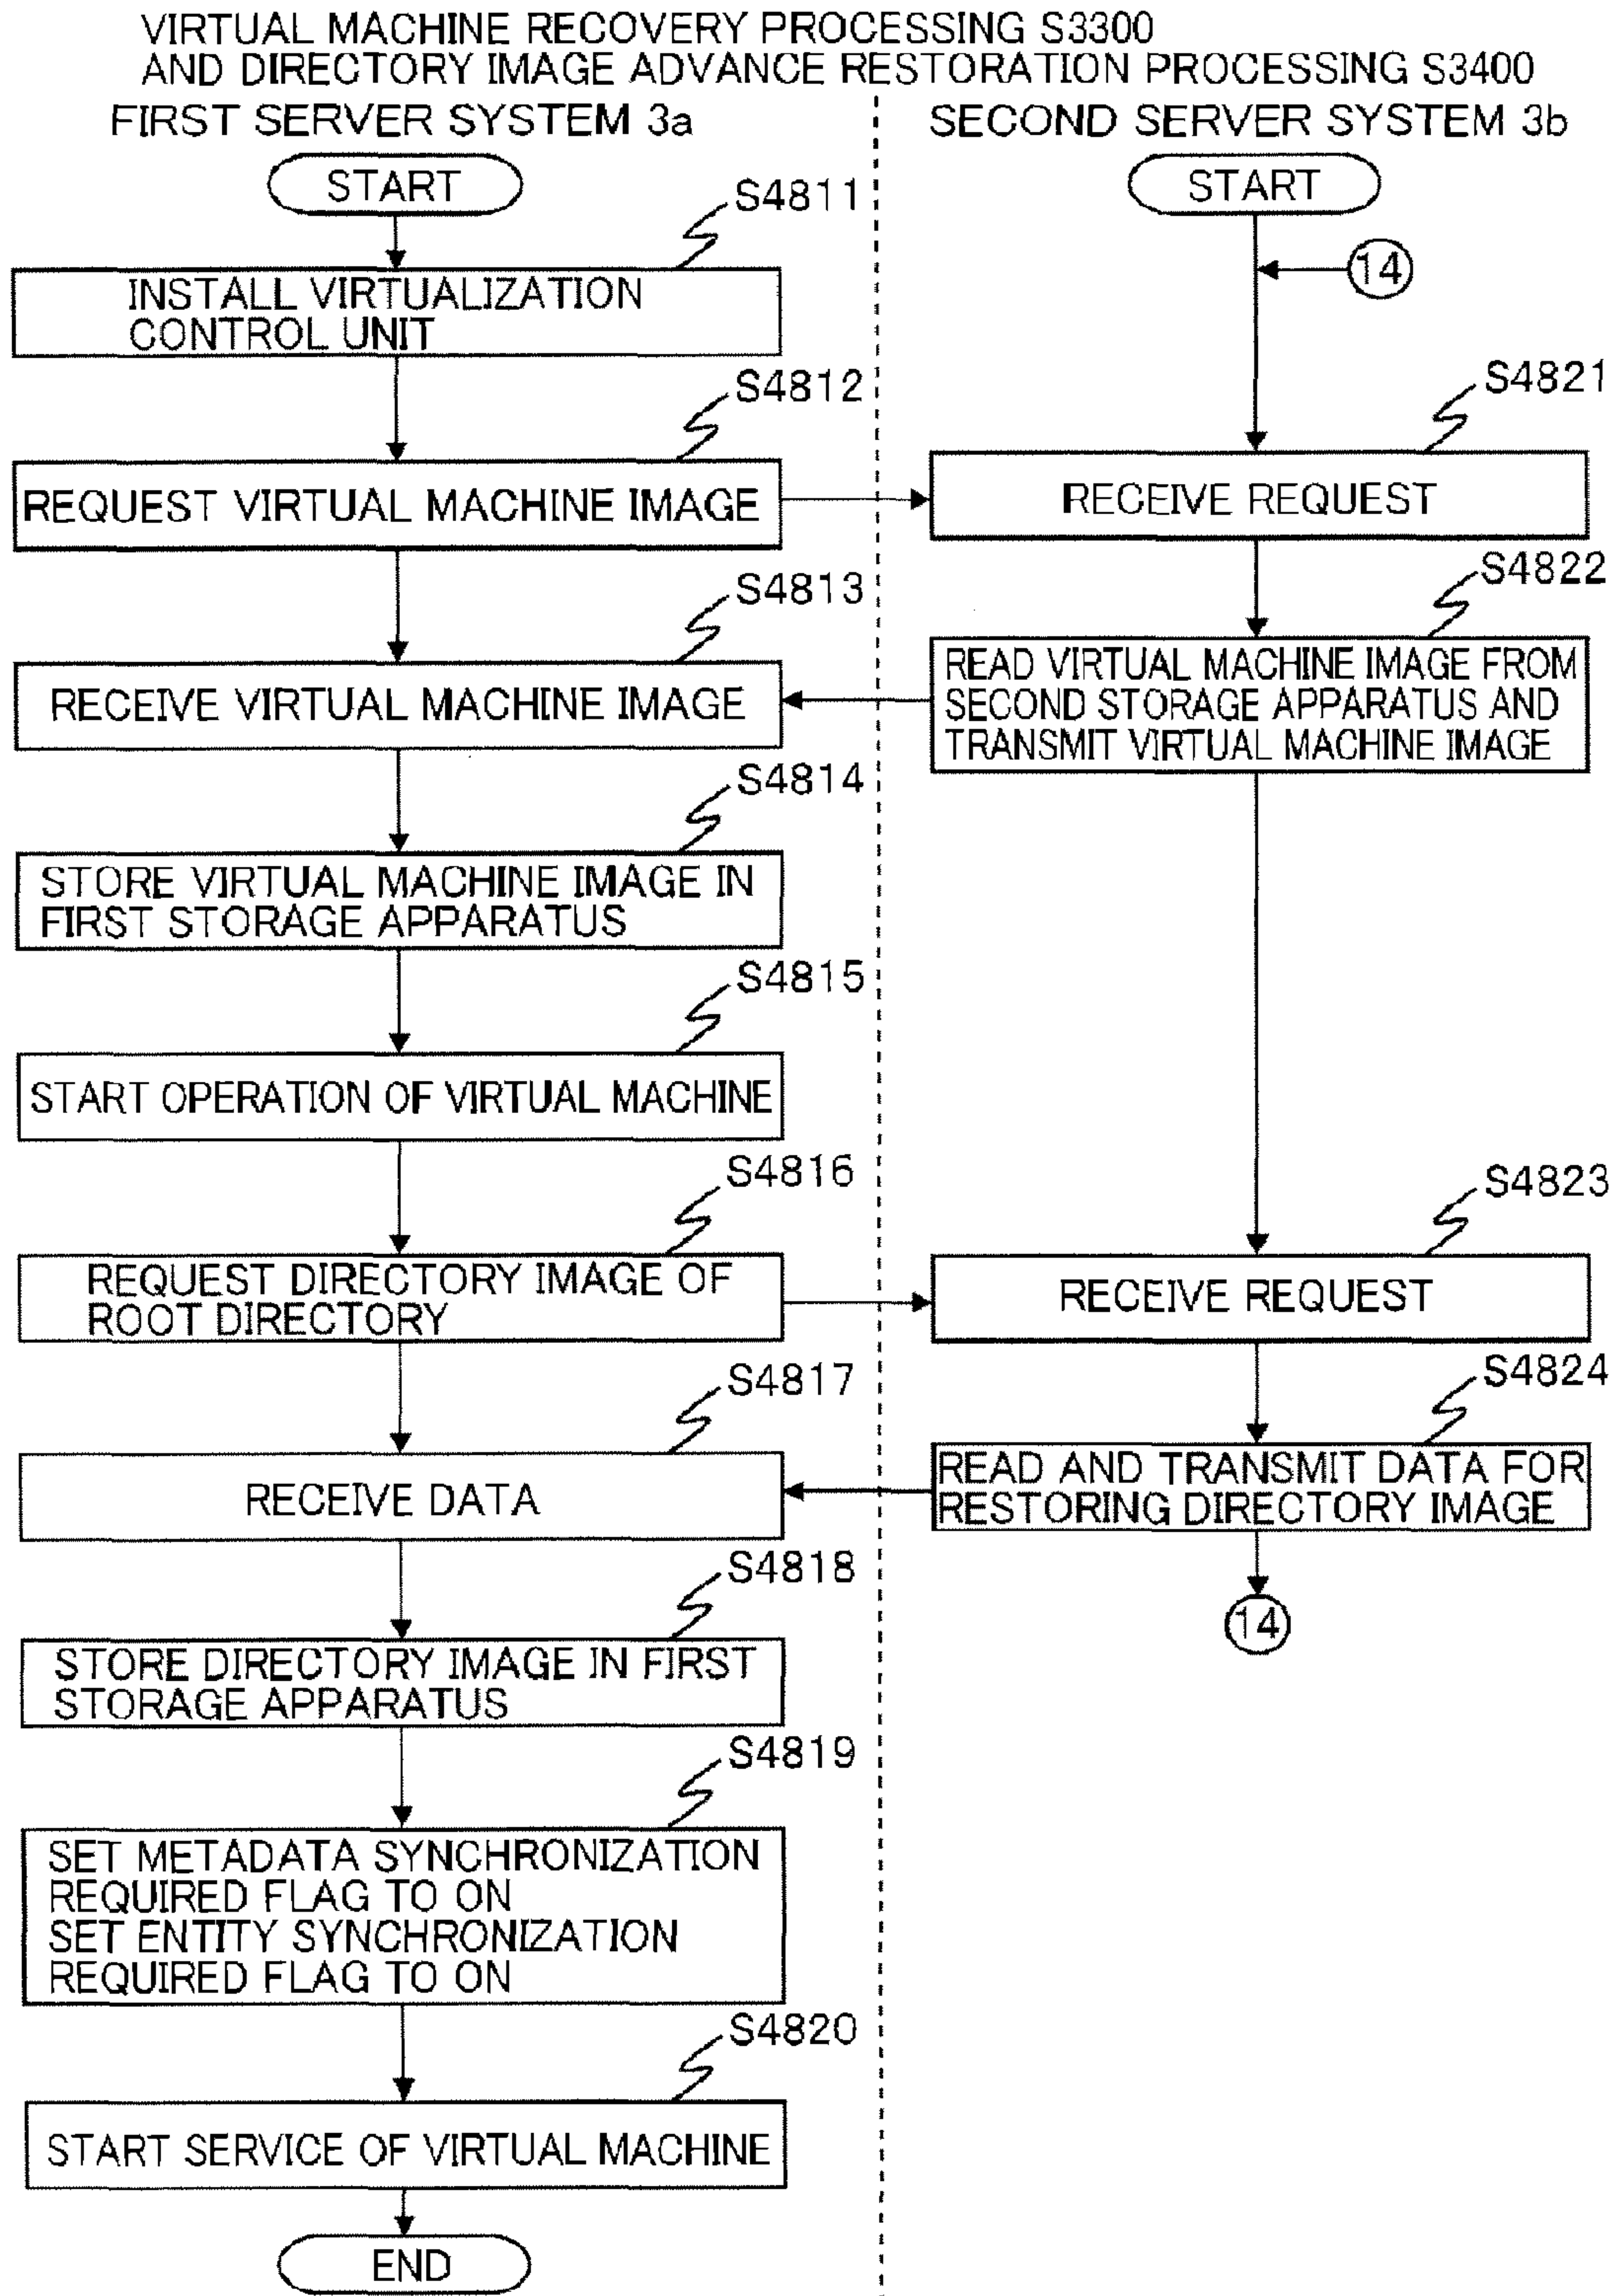 VIRTUAL MACHINE RECOVERY PROCESSING S3300
AND DIRECTORY IMAGE ADVANCE RESTORATION PROCESSING S3400
FIRST SERVER SYSTEM 3a
START
S4811
INSTALL VIRTUALIZATION
CONTROL UNIT
S4812
REQUEST VIRTUAL MACHINE IMAGE
S4813
RECEIVE VIRTUAL MACHINE IMAGE
S4814
STORE VIRTUAL MACHINE IMAGE IN
FIRST STORAGE APPARATUS
S4815
START OPERATION OF VIRTUAL MACHINE
S4816
REQUEST DIRECTORY IMAGE OF
ROOT DIRECTORY
S4817
RECEIVE DATA
S4818
STORE DIRECTORY IMAGE IN FIRST
STORAGE APPARATUS
S4819
SET METADATA SYNCHRONIZATION
REQUIRED FLAG TO ON
SET ENTITY SYNCHRONIZATION
REQUIRED FLAG TO ON
S4820
START SERVICE OF VIRTUAL MACHINE
END
SECOND SERVER SYSTEM 3b
START
14
S4821
RECEIVE REQUEST
S4822
READ VIRTUAL MACHINE IMAGE FROM
SECOND STORAGE APPARATUS AND
TRANSMIT VIRTUAL MACHINE IMAGE
S4823
RECEIVE REQUEST
S4824
READ AND TRANSMIT DATA FOR
RESTORING DIRECTORY IMAGE
14